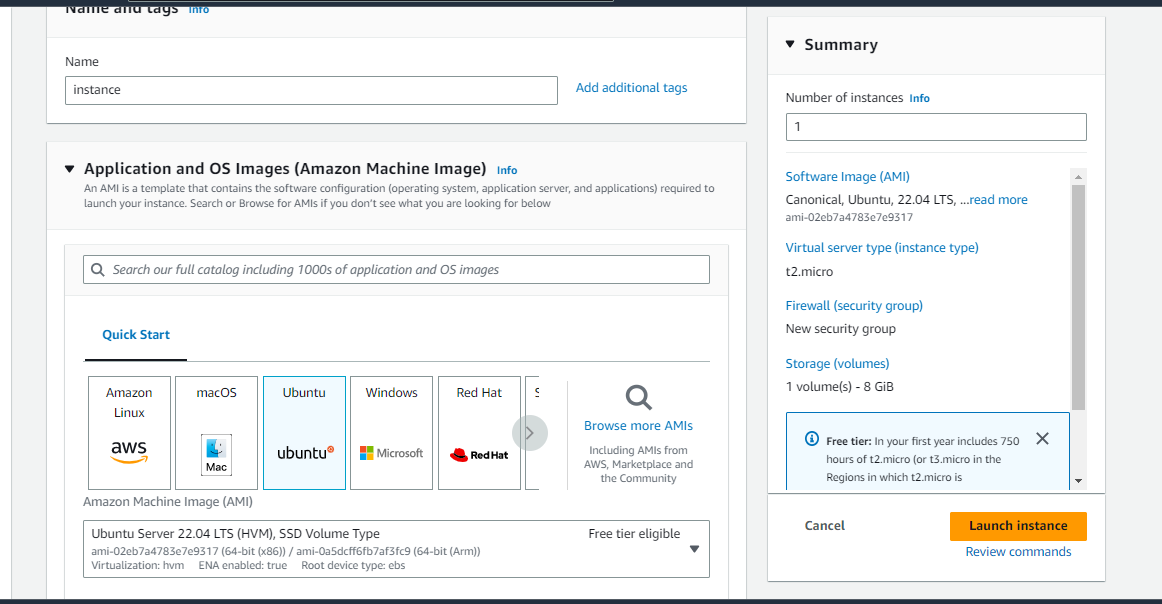 Name and tags Info
Name
instance
Add additional tags
Application and OS Images (Amazon Machine Image) Info
An AMI is a template that contains the software configuration (operating system, application server, and applications) required to
launch your instance. Search or Browse for AMIs if you don't see what you are looking for below
Search our full catalog including 1000s of application and OS images
Quick Start
Amazon
Linux
aws
macOS
Mac
Ubuntu
ubuntu
Windows
Microsoft
Red Hat
Red Hat
S
Browse more AMIs
Including AMIs from
AWS, Marketplace and
the Community
Amazon Machine Image (AMI)
Ubuntu Server 22.04 LTS (HVM), SSD Volume Type
Free tier eligible
ami-02eb7a4783e7e9317 (64-bit (x86)) / ami-0a5dcff6fb7af3fc9 (64-bit (Arm))
Virtualization: hvm ENA enabled: true Root device type: ebs
Summary
Number of instances Info
1
Software Image (AMI)
Canonical, Ubuntu, 22.04 LTS, ...read more
ami-02eb7a4783e7e9317
Virtual server type (instance type)
t2.micro
Firewall (security group)
New security group
Storage (volumes)
1 volume(s) - 8 GiB
Free tier: In your first year includes 750
hours of t2.micro (or t3.micro in the
Regions in which t2.micro is
Cancel
Launch instance
Review commands